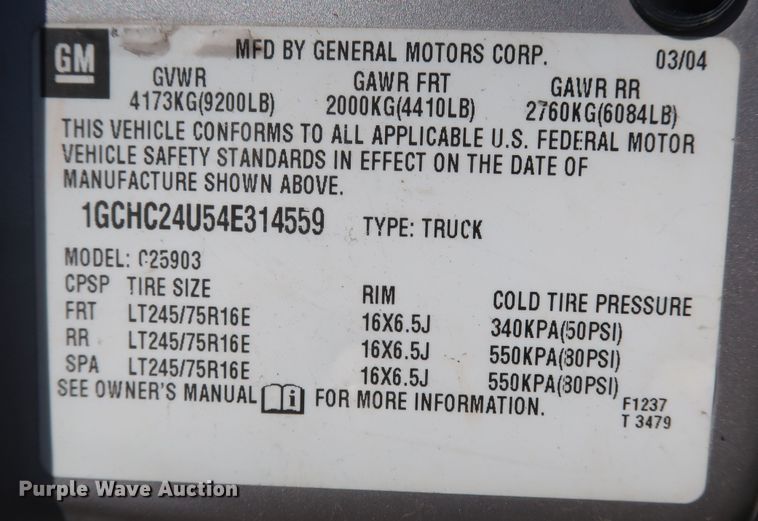 GM
MFD BY GENERAL MOTORS CORP. 03/04
GVWR GAWR FRT GAWR RR
4173KG(9200LB) 2000KG(4410LB) 2760KG(6084LB)
THIS VEHICLE CONFORMS TO ALL APPLICABLE U.S. FEDERAL MOTOR
VEHICLE SAFETY STANDARDS IN EFFECT ON THE DATE OF
MANUFACTURE SHOWN ABOVE.
1GCHC24U54E314559 TYPE: TRUCK
MODEL: C25903
CPSP TIRE SIZE RIM COLD TIRE PRESSURE
FRT LT245/75R16E 16X6.5J 340KPA(50PSI)
RR LT245/75R16E 16X6.5J 550KPA(80PSI)
SPA LT245/75R16E 16X6.5J 550KPA(80PSI)
SEE OWNER'S MANUAL i FOR MORE INFORMATION.
F1237
T 3479
Purple Wave Auction